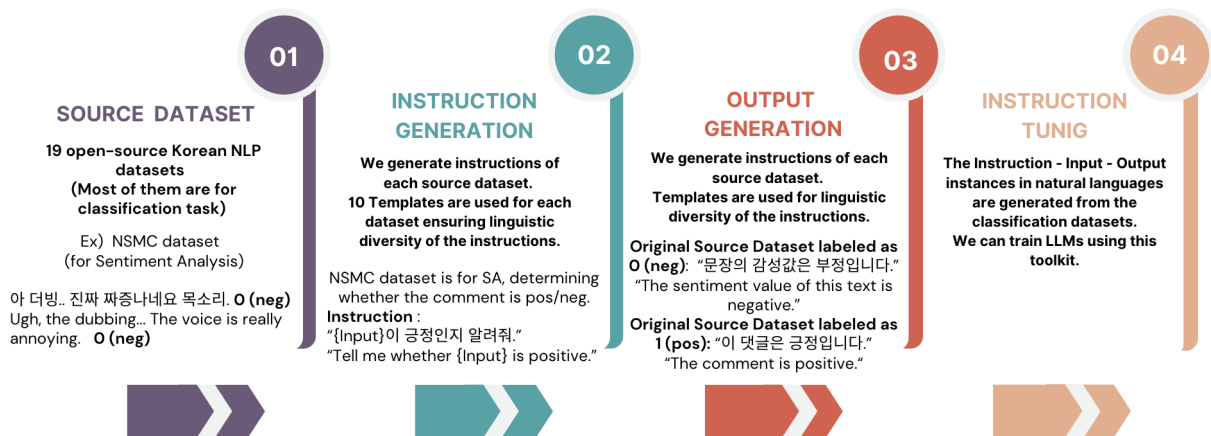 01
SOURCE DATASET
19 open-source Korean NLP
datasets
(Most of them are for
classification task)
Ex) NSMC dataset
(for Sentiment Analysis)
아 더빙.. 진짜 짜증나네요 목소리. 0 (neg)
Ugh, the dubbing... The voice is really
annoying. 0 (neg)
02
INSTRUCTION
GENERATION
We generate instructions of
each source dataset.
10 Templates are used for each
dataset ensuring linguistic
diversity of the instructions.
NSMC dataset is for SA, determining
whether the comment is pos/neg.
Instruction :
“{Input}이 긍정인지 알려줘.”
“Tell me whether {Input} is positive.”
03
OUTPUT
GENERATION
We generate instructions of each
source dataset.
Templates are used for linguistic
diversity of the instructions.
Original Source Dataset labeled as
0 (neg): “문장의 감성값은 부정입니다.”
“The sentiment value of this text is
negative.”
Original Source Dataset labeled as
1 (pos): “이 댓글은 긍정입니다.”
“The comment is positive.“
04
INSTRUCTION
TUNIG
The Instruction - Input - Output
instances in natural languages
are generated from the
classification datasets.
We can train LLMs using this
toolkit.